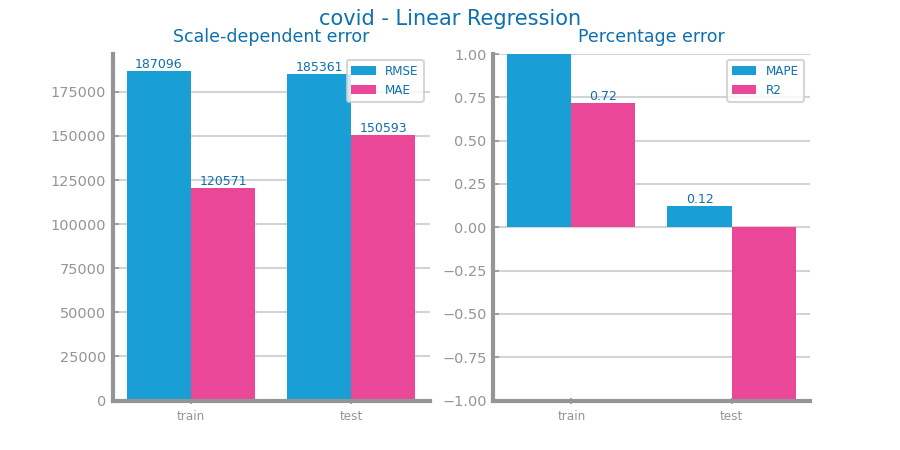 covid - Linear Regression
Scale-dependent error
187096
185361
RMSE
MAE
120571
150593
175000
150000
125000
100000
75000
50000
25000
0
train
test
Percentage error
MAPE
R2
0.72
0.12
1.00
0.75
0.50
0.25
0.00
−0.25
−0.50
−0.75
−1.00
train
test